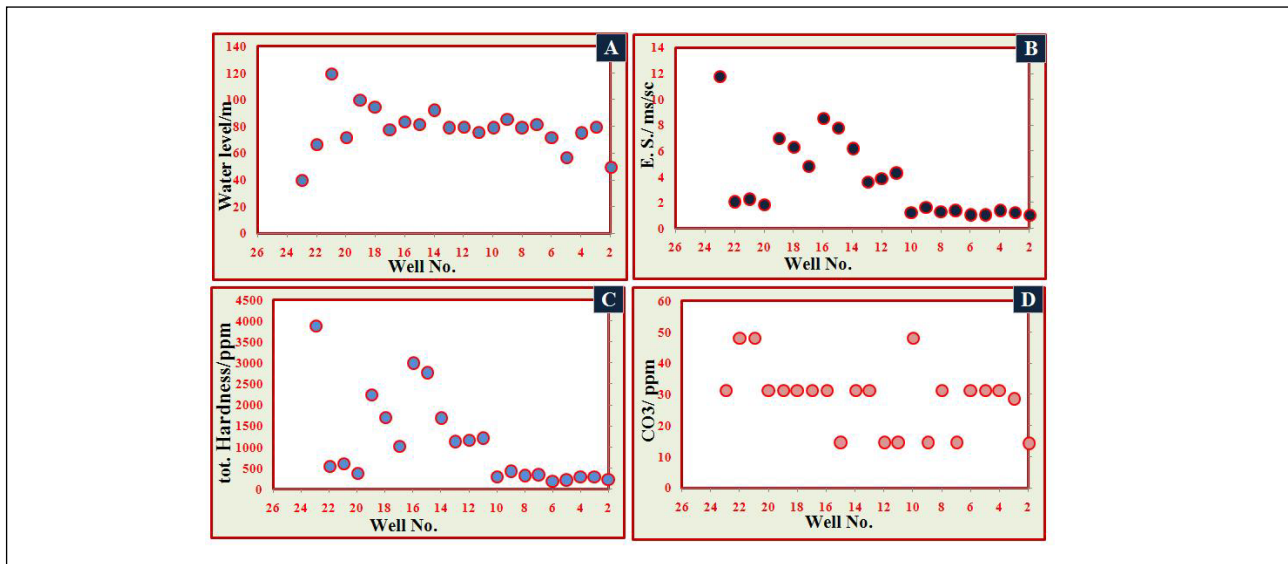 A
Water level/m
140
120
100
80
60
40
20
0
26 24 22 20 18 16 14 12 10 8 6 4 2
Well No.
B
E. S./ ms/sc
14
12
10
8
6
4
2
0
26 24 22 20 18 16 14 12 10 8 6 4 2
Well No.
C
tot. Hardness/ppm
4500
4000
3500
3000
2500
2000
1500
1000
500
0
26 24 22 20 18 16 14 12 10 8 6 4 2
Well No.
D
CO3/ ppm
60
50
40
30
20
10
0
26 24 22 20 18 16 14 12 10 8 6 4 2
Well No.